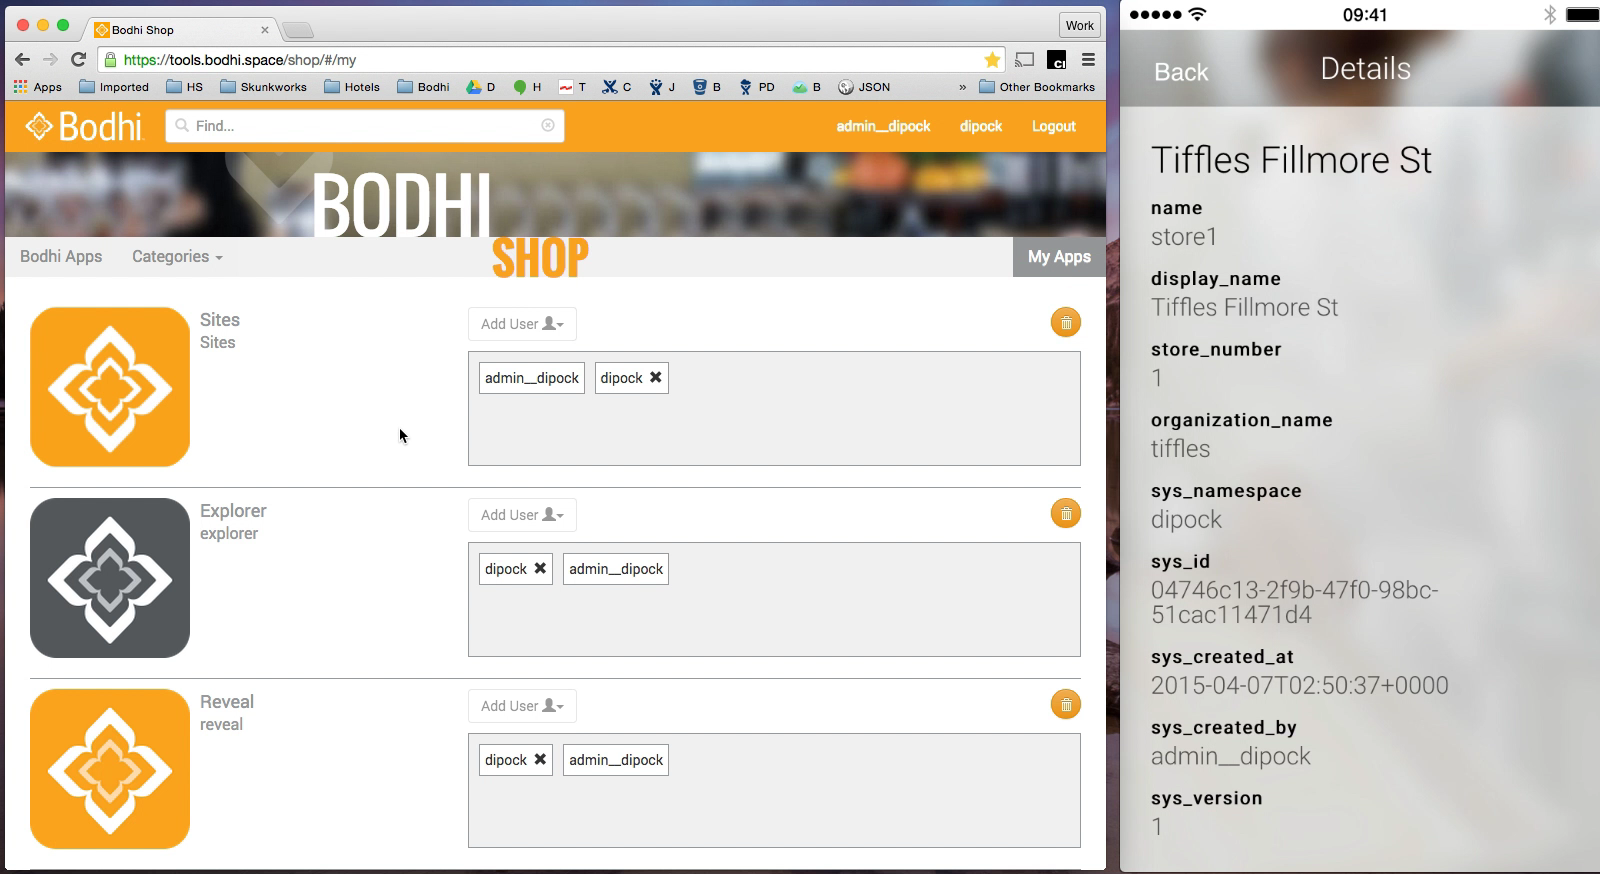 Bodhi Shop
Work
https://tools.bodhi.space/shop/#/my
Apps Imported HS Skunkworks Hotels Bodhi D H T C J B PD B JSON » Other Bookmarks
Bodhi Find... admin__dipock dipock Logout
BODHI
SHOP
Bodhi Apps Categories My Apps
Sites
Sites
Add User
admin__dipock dipock
Explorer
explorer
Add User
dipock admin__dipock
Reveal
reveal
Add User
dipock admin__dipock
09:41
Back Details
Tiffles Fillmore St
name
store1
display_name
Tiffles Fillmore St
store_number
1
organization_name
tiffles
sys_namespace
dipock
sys_id
04746c13-2f9b-47f0-98bc-
51cac11471d4
sys_created_at
2015-04-07T02:50:37+0000
sys_created_by
admin__dipock
sys_version
1